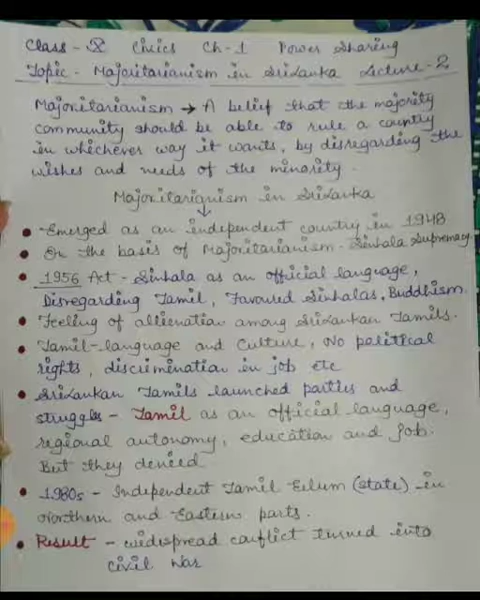 Class - X Civics Ch-1 Power Sharing
Topic - Majoritarianism in SriLanka Lecture - 2
Majoritarianism → A belief that the majority
community should be able to rule a country
in whichever way it wants, by disregarding the
wishes and needs of the minority.
Majoritarianism in SriLanka
↓
• Emerged as an independent country in 1948
• On the basis of Majoritarianism - Sinhala Supremacy
• 1956 Act - Sinhala as an official language,
Disregarding Tamil, Favoured Sinhalas, Buddhism.
• Feeling of allienation among SriLankan Tamils.
• Tamil-language and Culture, No political
rights, discrimination in job etc
• SriLankan Tamils launched parties and
struggles - Tamil as an official language,
regional autonomy, education and job.
But they denied
• 1980s - Independent Tamil Eelum (state) in
Northern and Eastern parts.
• Result - widespread conflict turned into
civil war